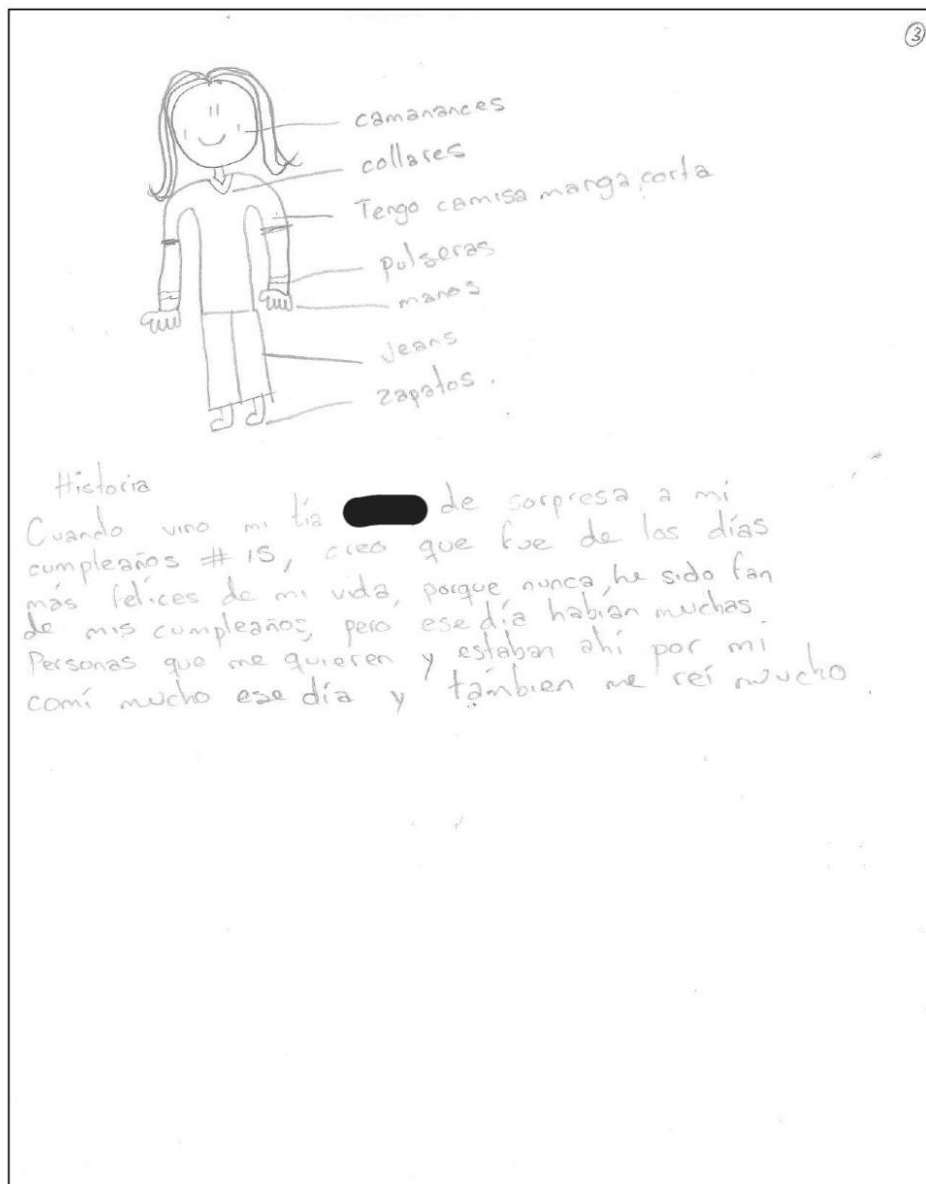 3
camanances
collares
Tengo camisa manga corta
pulseras
manos
Jeans
zapatos.
Historia
Cuando vino mi tía de sorpresa a mi
cumpleaños #15, creo que fue de los días
más felíces de mi vida, porque nunca he sido fan
de mis cumpleaños, pero ese día habían muchas
Personas que me quieren y estaban ahí por mi
comí mucho ese día y támbien me reí mucho.